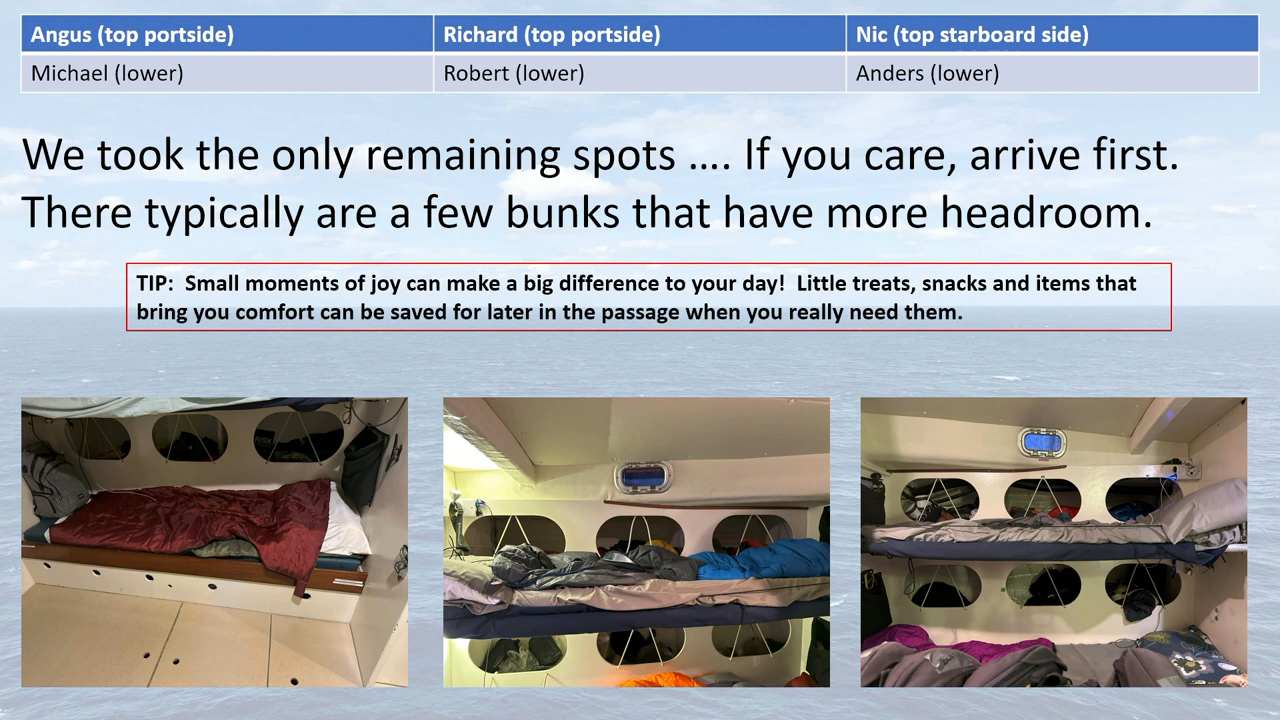 Angus (top portside) Richard (top portside) Nic (top starboard side)
Michael (lower) Robert (lower) Anders (lower)
We took the only remaining spots …. If you care, arrive first.
There typically are a few bunks that have more headroom.
TIP:  Small moments of joy can make a big difference to your day!  Little treats, snacks and items that
bring you comfort can be saved for later in the passage when you really need them.
RISK